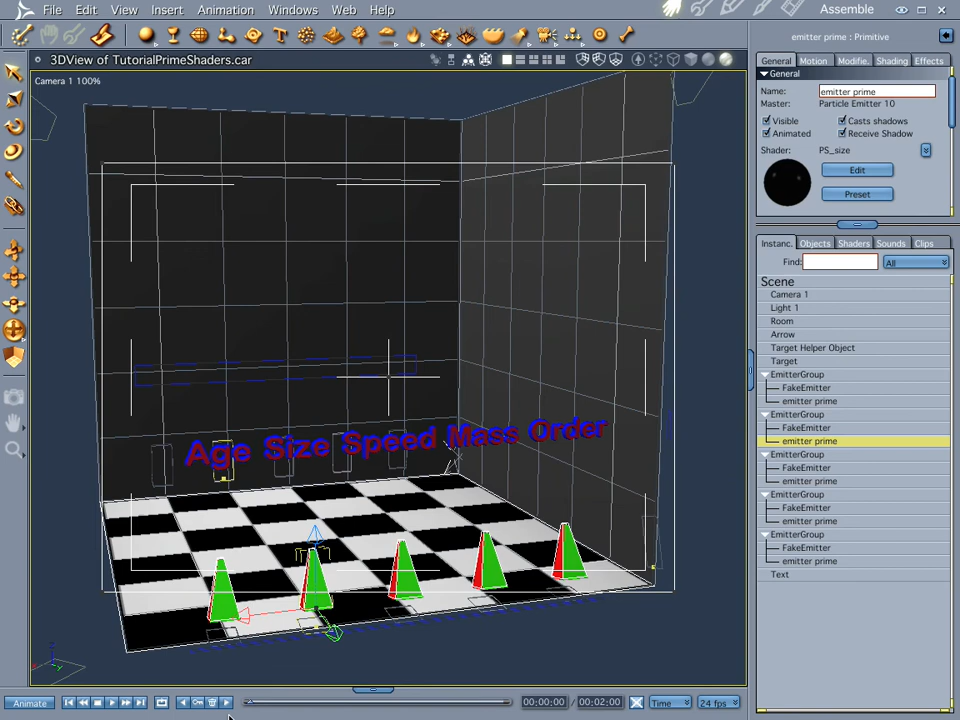 File Edit View Insert Animation Windows Web Help Assemble
3DView of TutorialPrimeShaders.car
Camera 1 100%
Age Size Speed Mass Order
emitter prime : Primitive
General Motion Modifie. Shading Effects
General
Name: emitter prime
Master: Particle Emitter 10
Visible Casts shadows
Animated Receive Shadow
Shader: PS_size
Edit
Preset
Instanc. Objects Shaders Sounds Clips
Find: All
Scene
Camera 1
Light 1
Room
Arrow
Target Helper Object
Target
EmitterGroup
FakeEmitter
emitter prime
EmitterGroup
FakeEmitter
emitter prime
EmitterGroup
FakeEmitter
emitter prime
EmitterGroup
FakeEmitter
emitter prime
EmitterGroup
FakeEmitter
emitter prime
Text
Animate 00:00:00 / 00:02:00 Time 24 fps